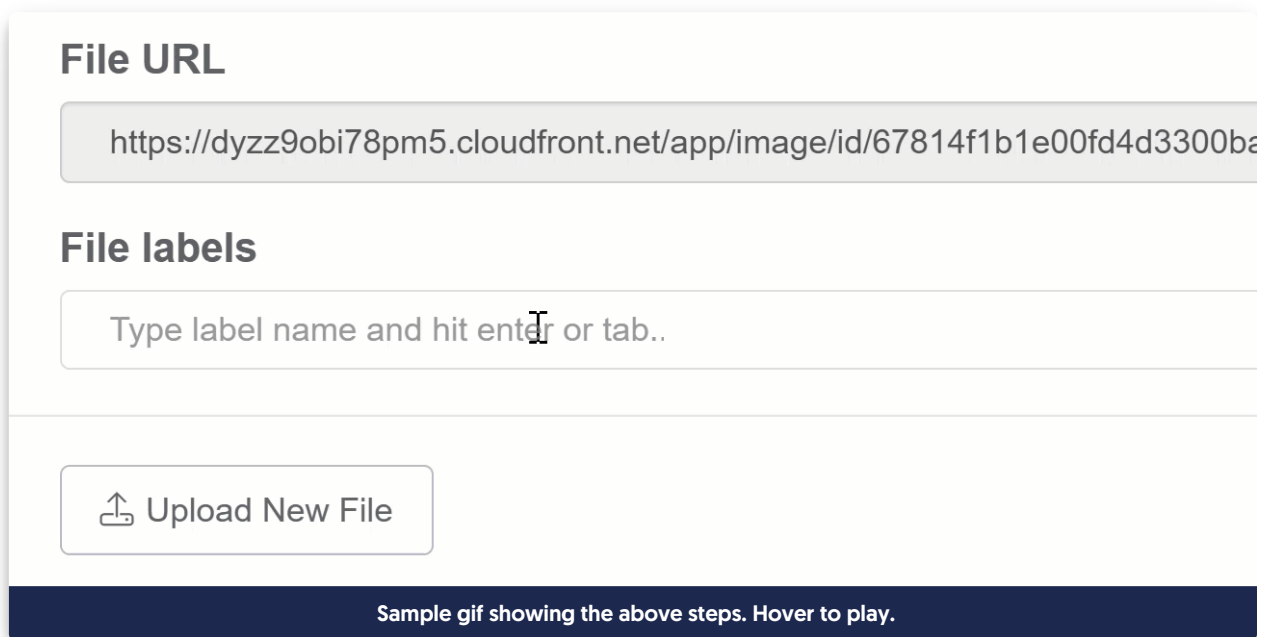 File URL
https://dyzz9obi78pm5.cloudfront.net/app/image/id/67814f1b1e00fd4d3300ba
File labels
Type label name and hit enter or tab..
Upload New File
Sample gif showing the above steps. Hover to play.